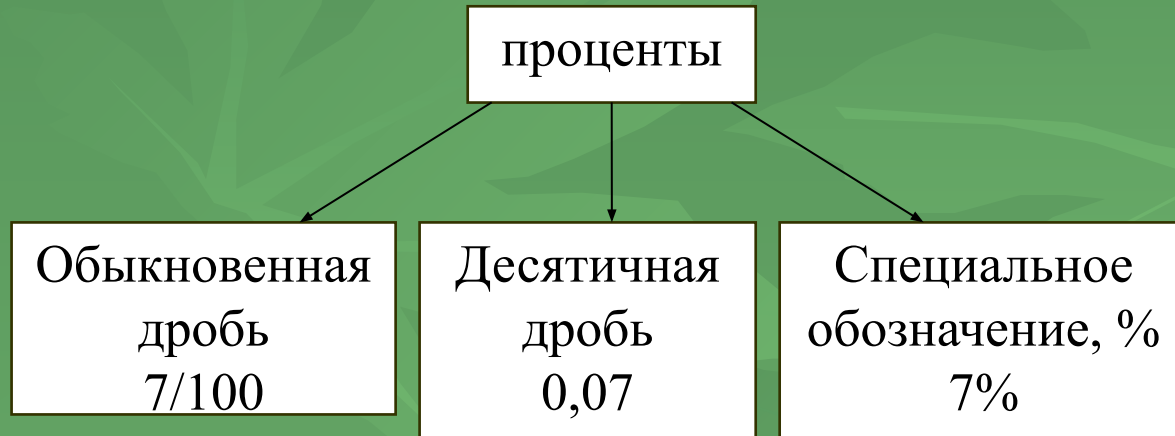 проценты
Обыкновенная
дробь
7/100
Десятичная
дробь
0,07
Специальное
обозначение, %
7%